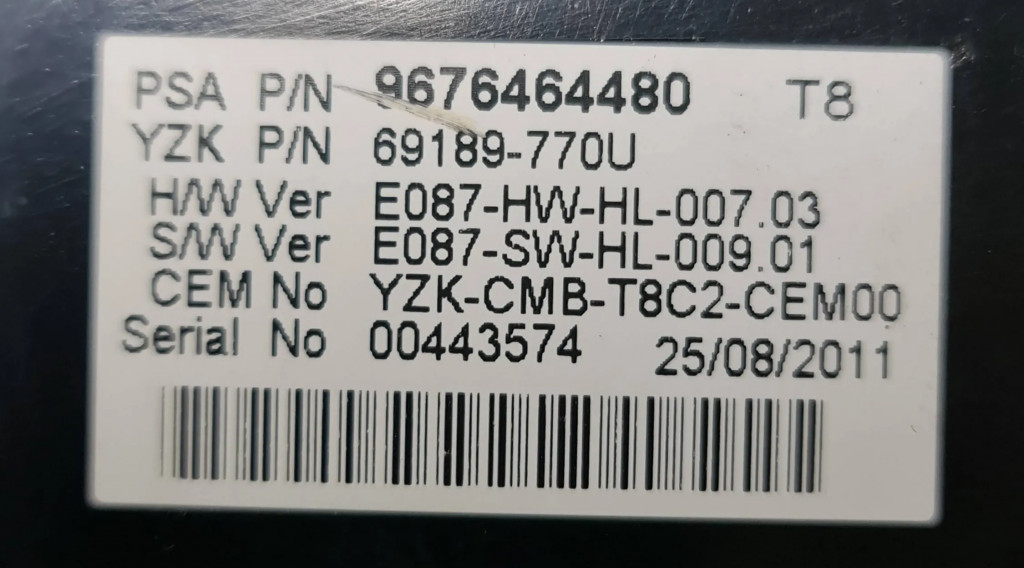 PSA P/N 9676464480 T8
YZK P/N 69189-770U
H/W Ver E087-HW-HL-007.03
S/W Ver E087-SW-HL-009.01
CEM No YZK-CMB-T8C2-CEM00
Serial No 00443574 25/08/2011